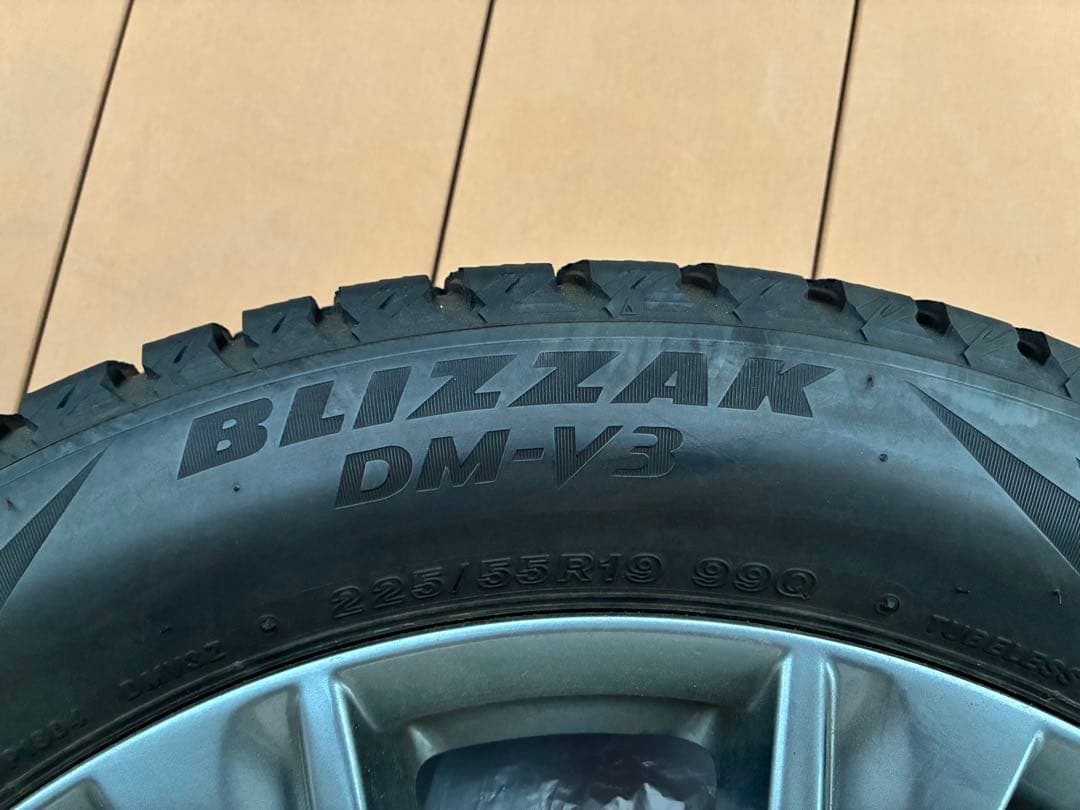 BLIZZAK
DM-V3
225/55R19 99Q
TUBELESS